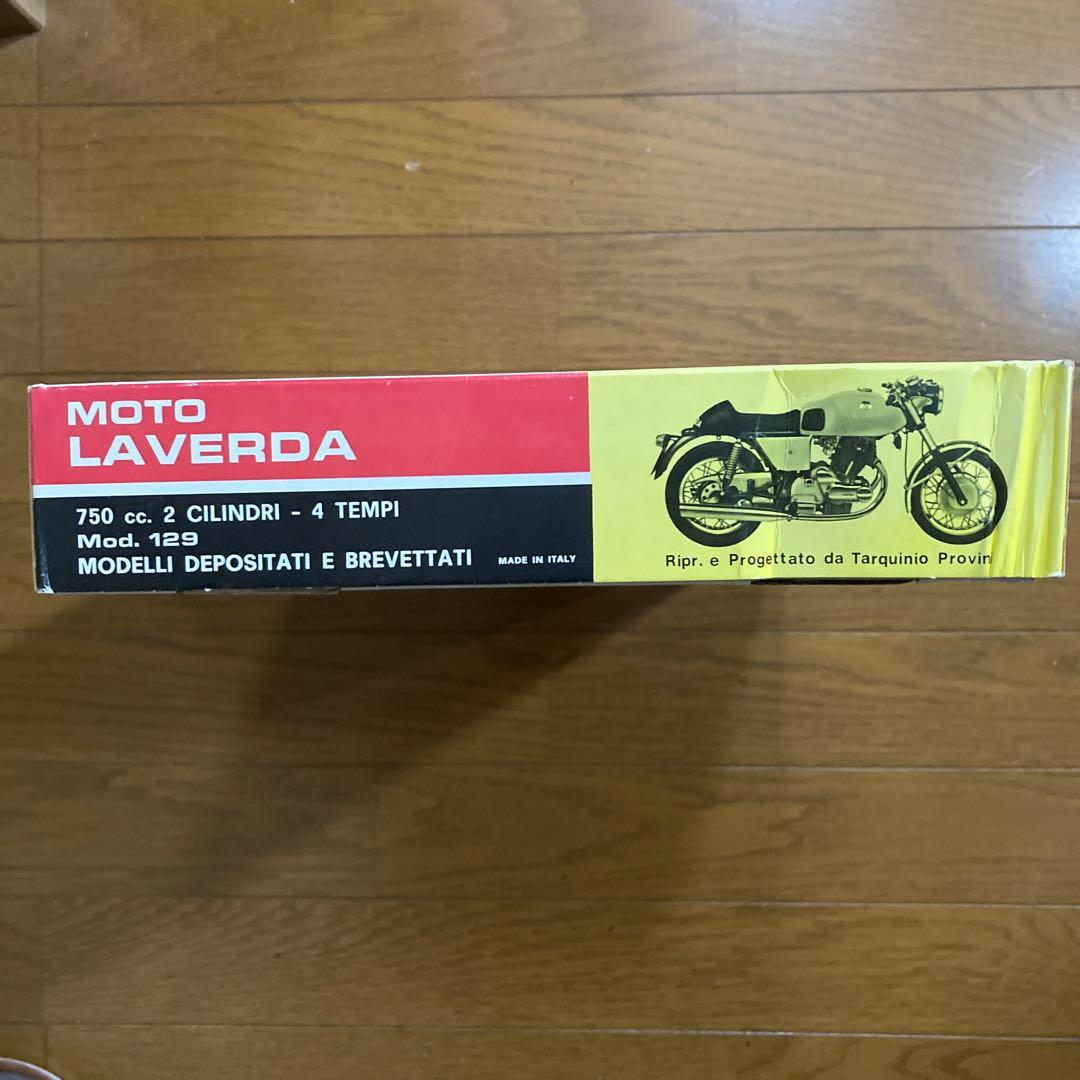 MOTO
LAVERDA
750 cc. 2 CILINDRI - 4 TEMPI
Mod. 129
MODELLI DEPOSITATI E BREVETTATI
MADE IN ITALY
Ripr. e Progettato da Tarquinio Provin